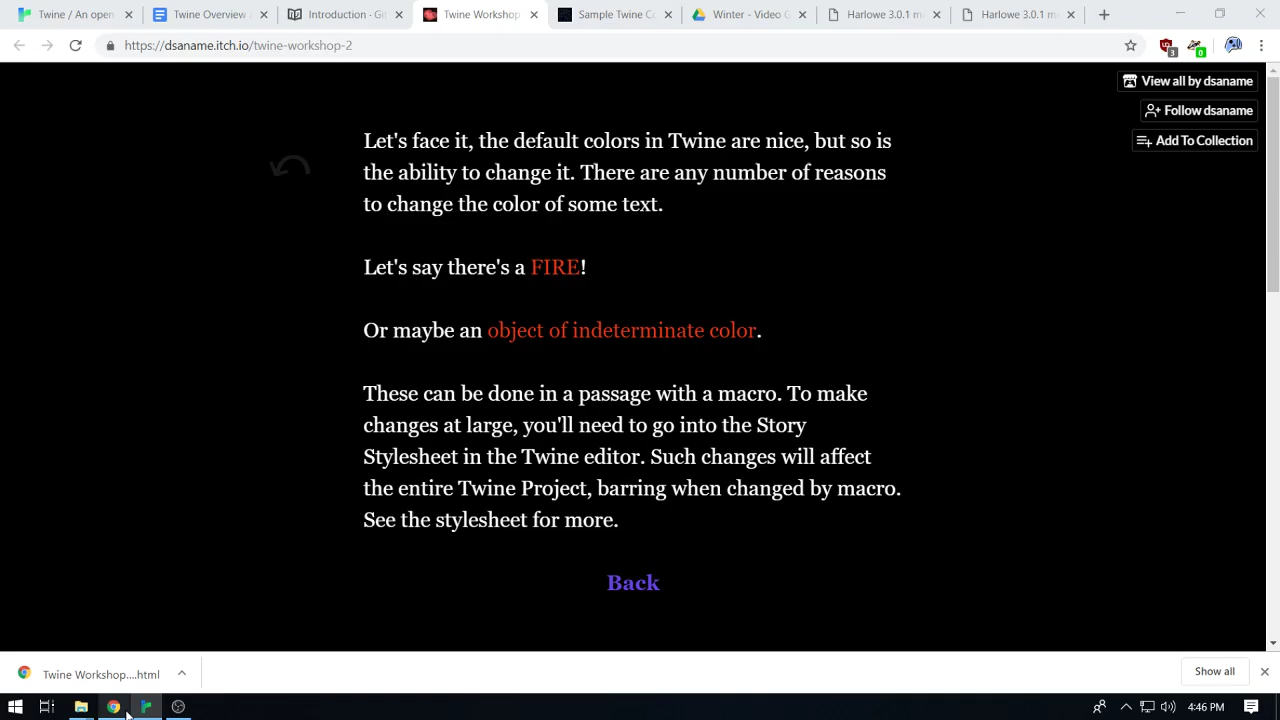 Twine / An open
Twine Overview
Introduction - Git
Twine Workshop
Sample Twine Co
Winter - Video G
Harlowe 3.0.1 m
Harlowe 3.0.1 m
https://dsaname.itch.io/twine-workshop-2
3
0
View all by dsaname
Follow dsaname
Add To Collection
Let's face it, the default colors in Twine are nice, but so is
the ability to change it. There are any number of reasons
to change the color of some text.
Let's say there's a FIRE!
Or maybe an object of indeterminate color.
These can be done in a passage with a macro. To make
changes at large, you'll need to go into the Story
Stylesheet in the Twine editor. Such changes will affect
the entire Twine Project, barring when changed by macro.
See the stylesheet for more.
Back
Twine Workshop....html
Show all
4:46 PM